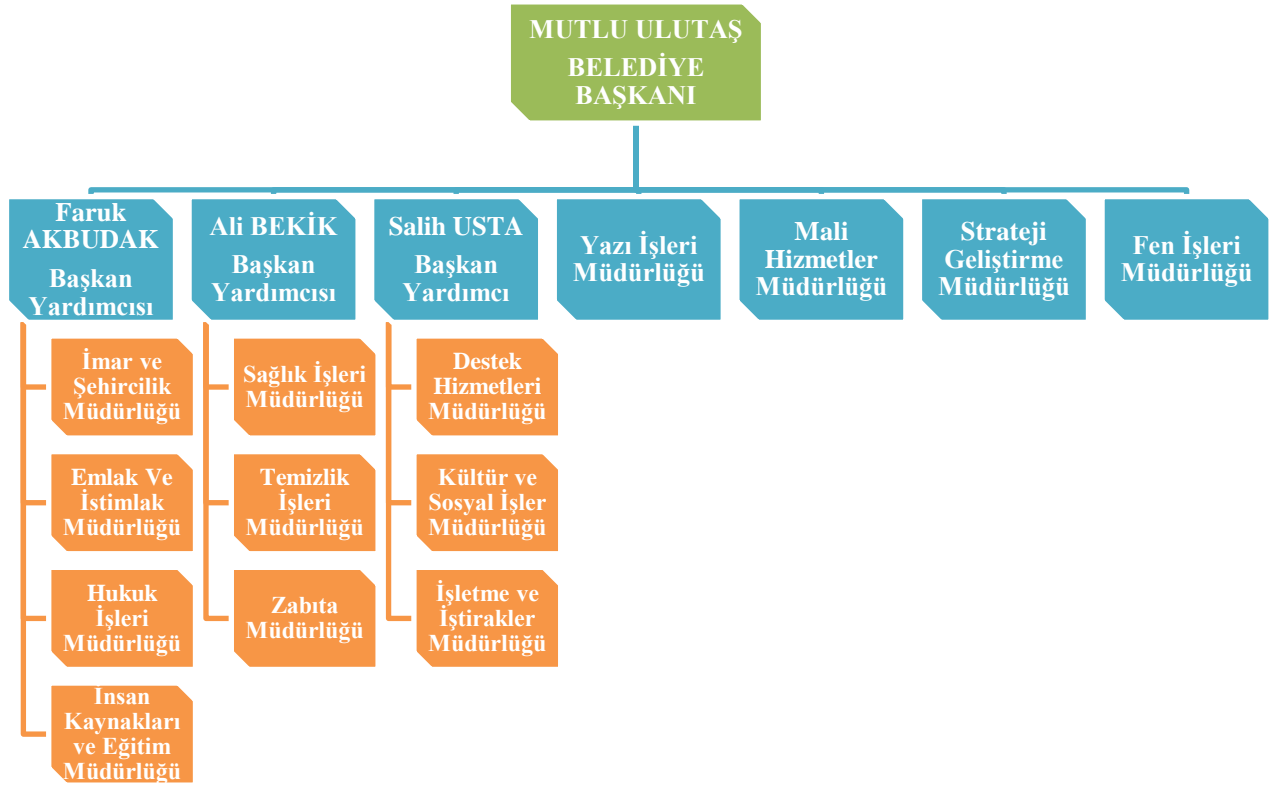 MUTLU ULUTAŞ
BELEDİYE
BAŞKANI
Faruk
AKBUDAK
Başkan
Yardımcısı
Ali BEKİK
Başkan
Yardımcısı
Salih USTA
Başkan
Yardımcı
Yazı İşleri
Müdürlüğü
Mali
Hizmetler
Müdürlüğü
Strateji
Geliştirme
Müdürlüğü
Fen İşleri
Müdürlüğü
İmar ve
Şehircilik
Müdürlüğü
Emlak Ve
İstimlak
Müdürlüğü
Hukuk
İşleri
Müdürlüğü
İnsan
Kaynakları
ve Eğitim
Müdürlüğü
Sağlık İşleri
Müdürlüğü
Temizlik
İşleri
Müdürlüğü
Zabıta
Müdürlüğü
Destek
Hizmetleri
Müdürlüğü
Kültür ve
Sosyal İşler
Müdürlüğü
İşletme ve
İştirakler
Müdürlüğü